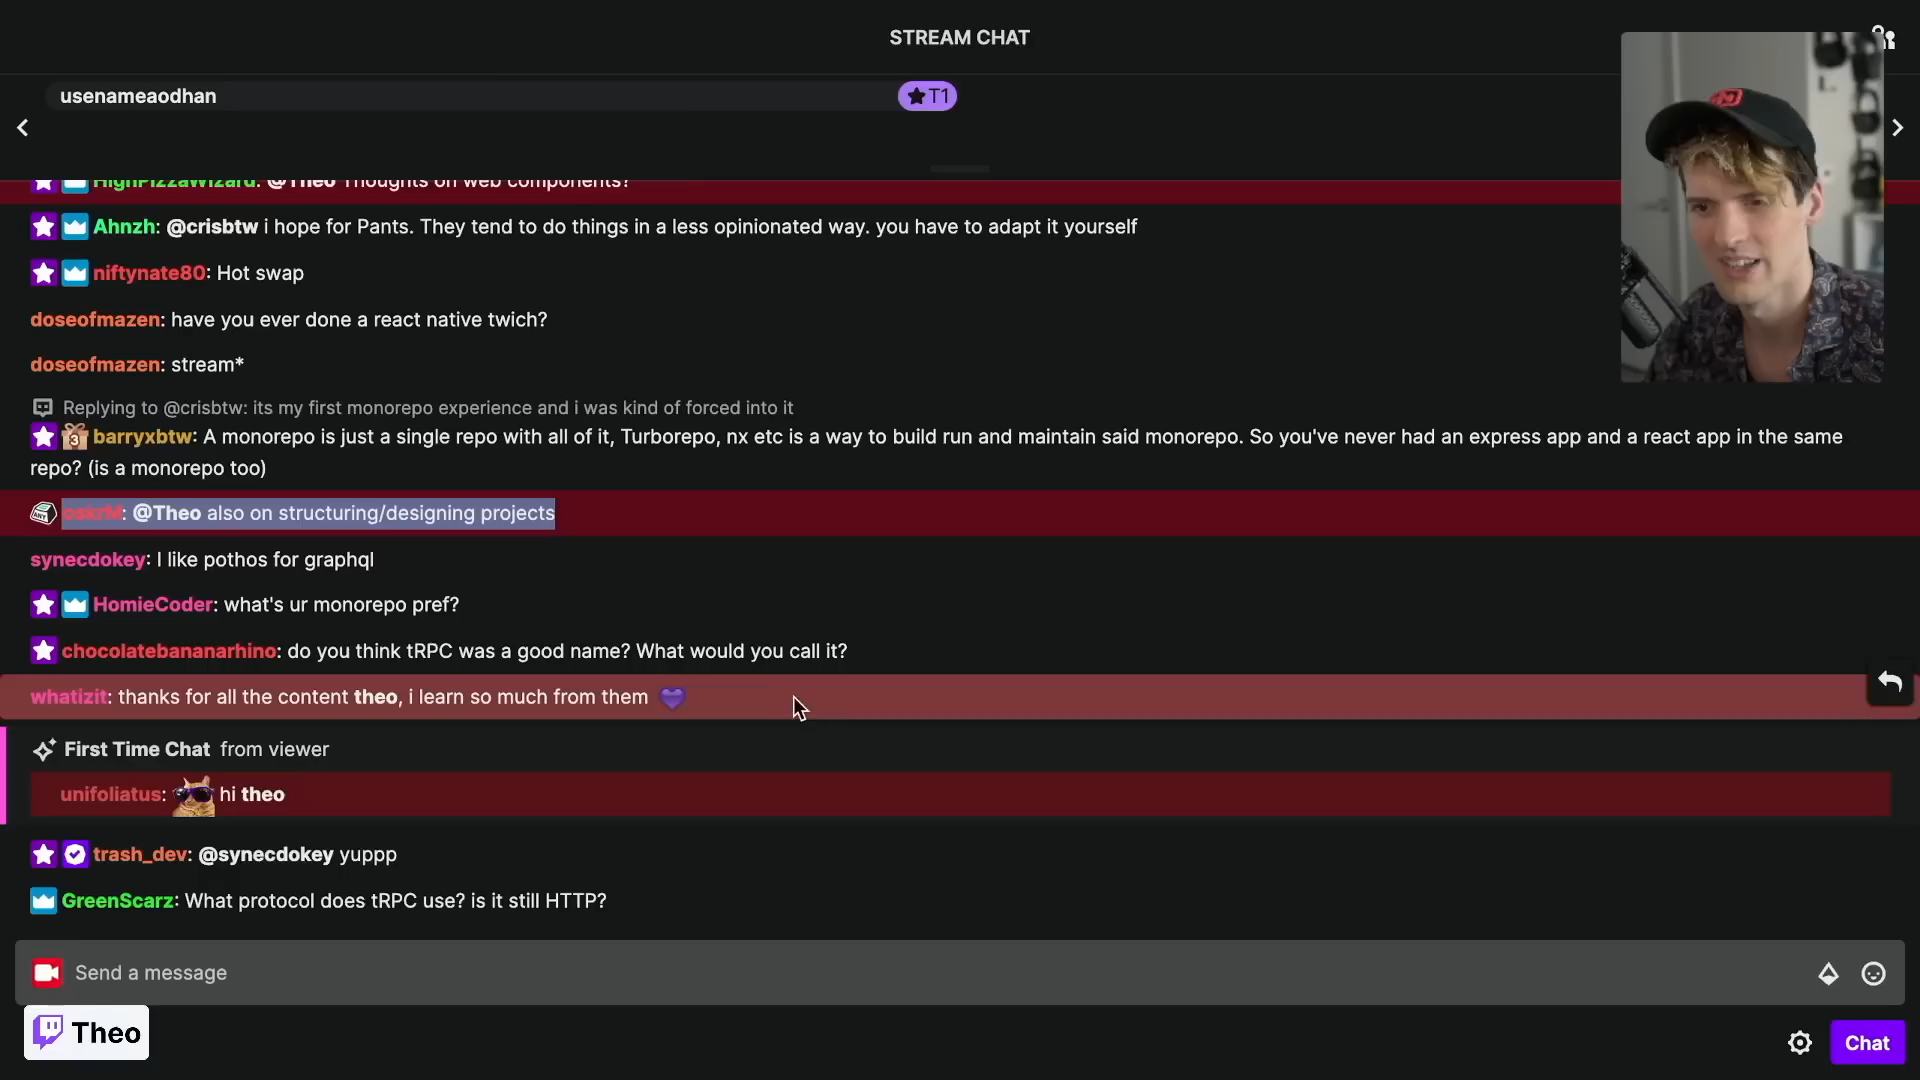 STREAM CHAT
usenameaodhan
T1
HighPizzaWizard: @Theo Thoughts on web components?
Ahnzh: @crisbtw i hope for Pants. They tend to do things in a less opinionated way. you have to adapt it yourself
niftynate80: Hot swap
doseofmazen: have you ever done a react native twich?
doseofmazen: stream*
Replying to @crisbtw: its my first monorepo experience and i was kind of forced into it
3 barryxbtw: A monorepo is just a single repo with all of it, Turborepo, nx etc is a way to build run and maintain said monorepo. So you've never had an express app and a react app in the same
repo? (is a monorepo too)
oskrM: @Theo also on structuring/designing projects
synecdokey: I like pothos for graphql
HomieCoder: what's ur monorepo pref?
chocolatebananarhino: do you think tRPC was a good name? What would you call it?
whatizit: thanks for all the content theo, i learn so much from them
First Time Chat from viewer
unifoliatus: hi theo
trash_dev: @synecdokey yuppp
GreenScarz: What protocol does tRPC use? is it still HTTP?
Send a message
Theo
Chat